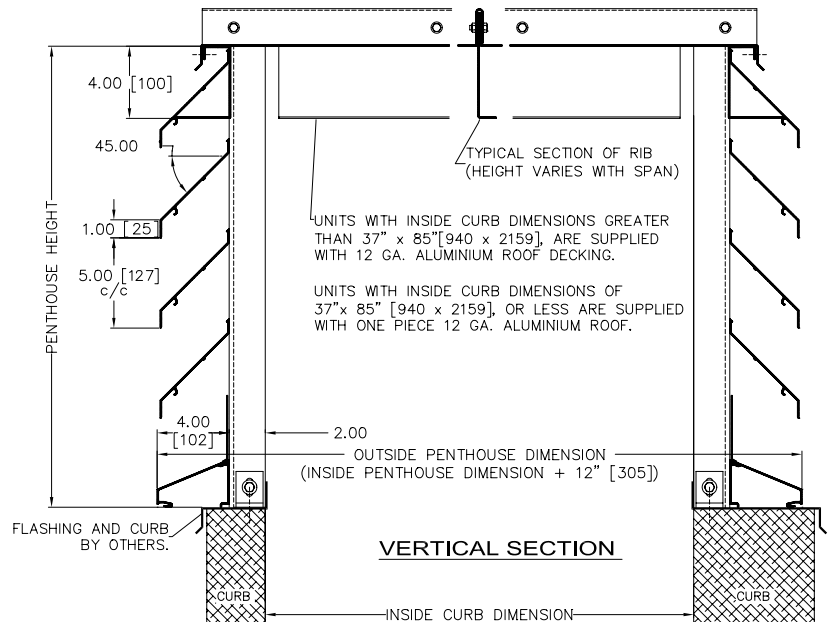 4.00 [100]
45.00
TYPICAL SECTION OF RIB
(HEIGHT VARIES WITH SPAN)
PENTHOUSE HEIGHT
1.00 [25
UNITS WITH INSIDE CURB DIMENSIONS GREATER
THAN 37" x 85"[940 x 2159], ARE SUPPLIED
WITH 12 GA. ALUMINIUM ROOF DECKING.
5.00 [127]
c/c
UNITS WITH INSIDE CURB DIMENSIONS OF
37"x 85" [940 x 2159], OR LESS ARE SUPPLIED
WITH ONE PIECE 12 GA. ALUMINIUM ROOF.
4.00
[102]
2.00
OUTSIDE PENTHOUSE DIMENSION
(INSIDE PENTHOUSE DIMENSION + 12" [305])
FLASHING AND CURB
BY OTHERS.
VERTICAL SECTION
CURB
CURB
INSIDE CURB DIMENSION